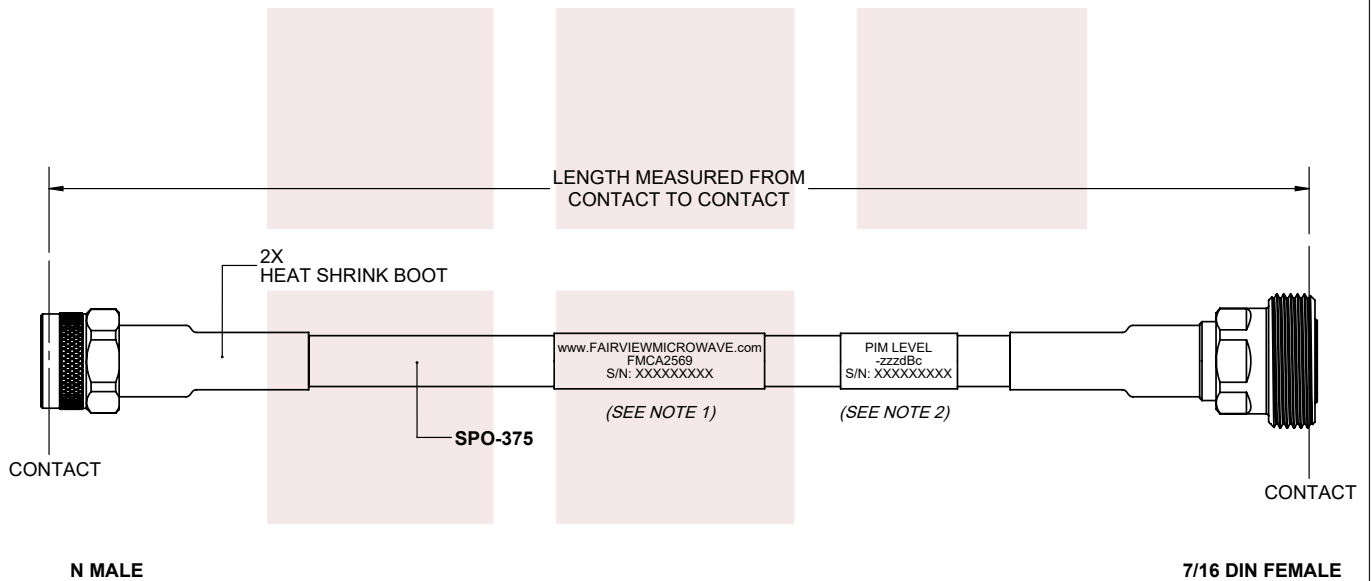 LENGTH MEASURED FROM
CONTACT TO CONTACT
2X
HEAT SHRINK BOOT
www.FAIRVIEWMICROWAVE.com
FMCA2569
S/N: XXXXXXXXX
PIM LEVEL
-zzzdBc
S/N: XXXXXXXXX
(SEE NOTE 1)
(SEE NOTE 2)
SPO-375
CONTACT
CONTACT
N MALE
7/16 DIN FEMALE